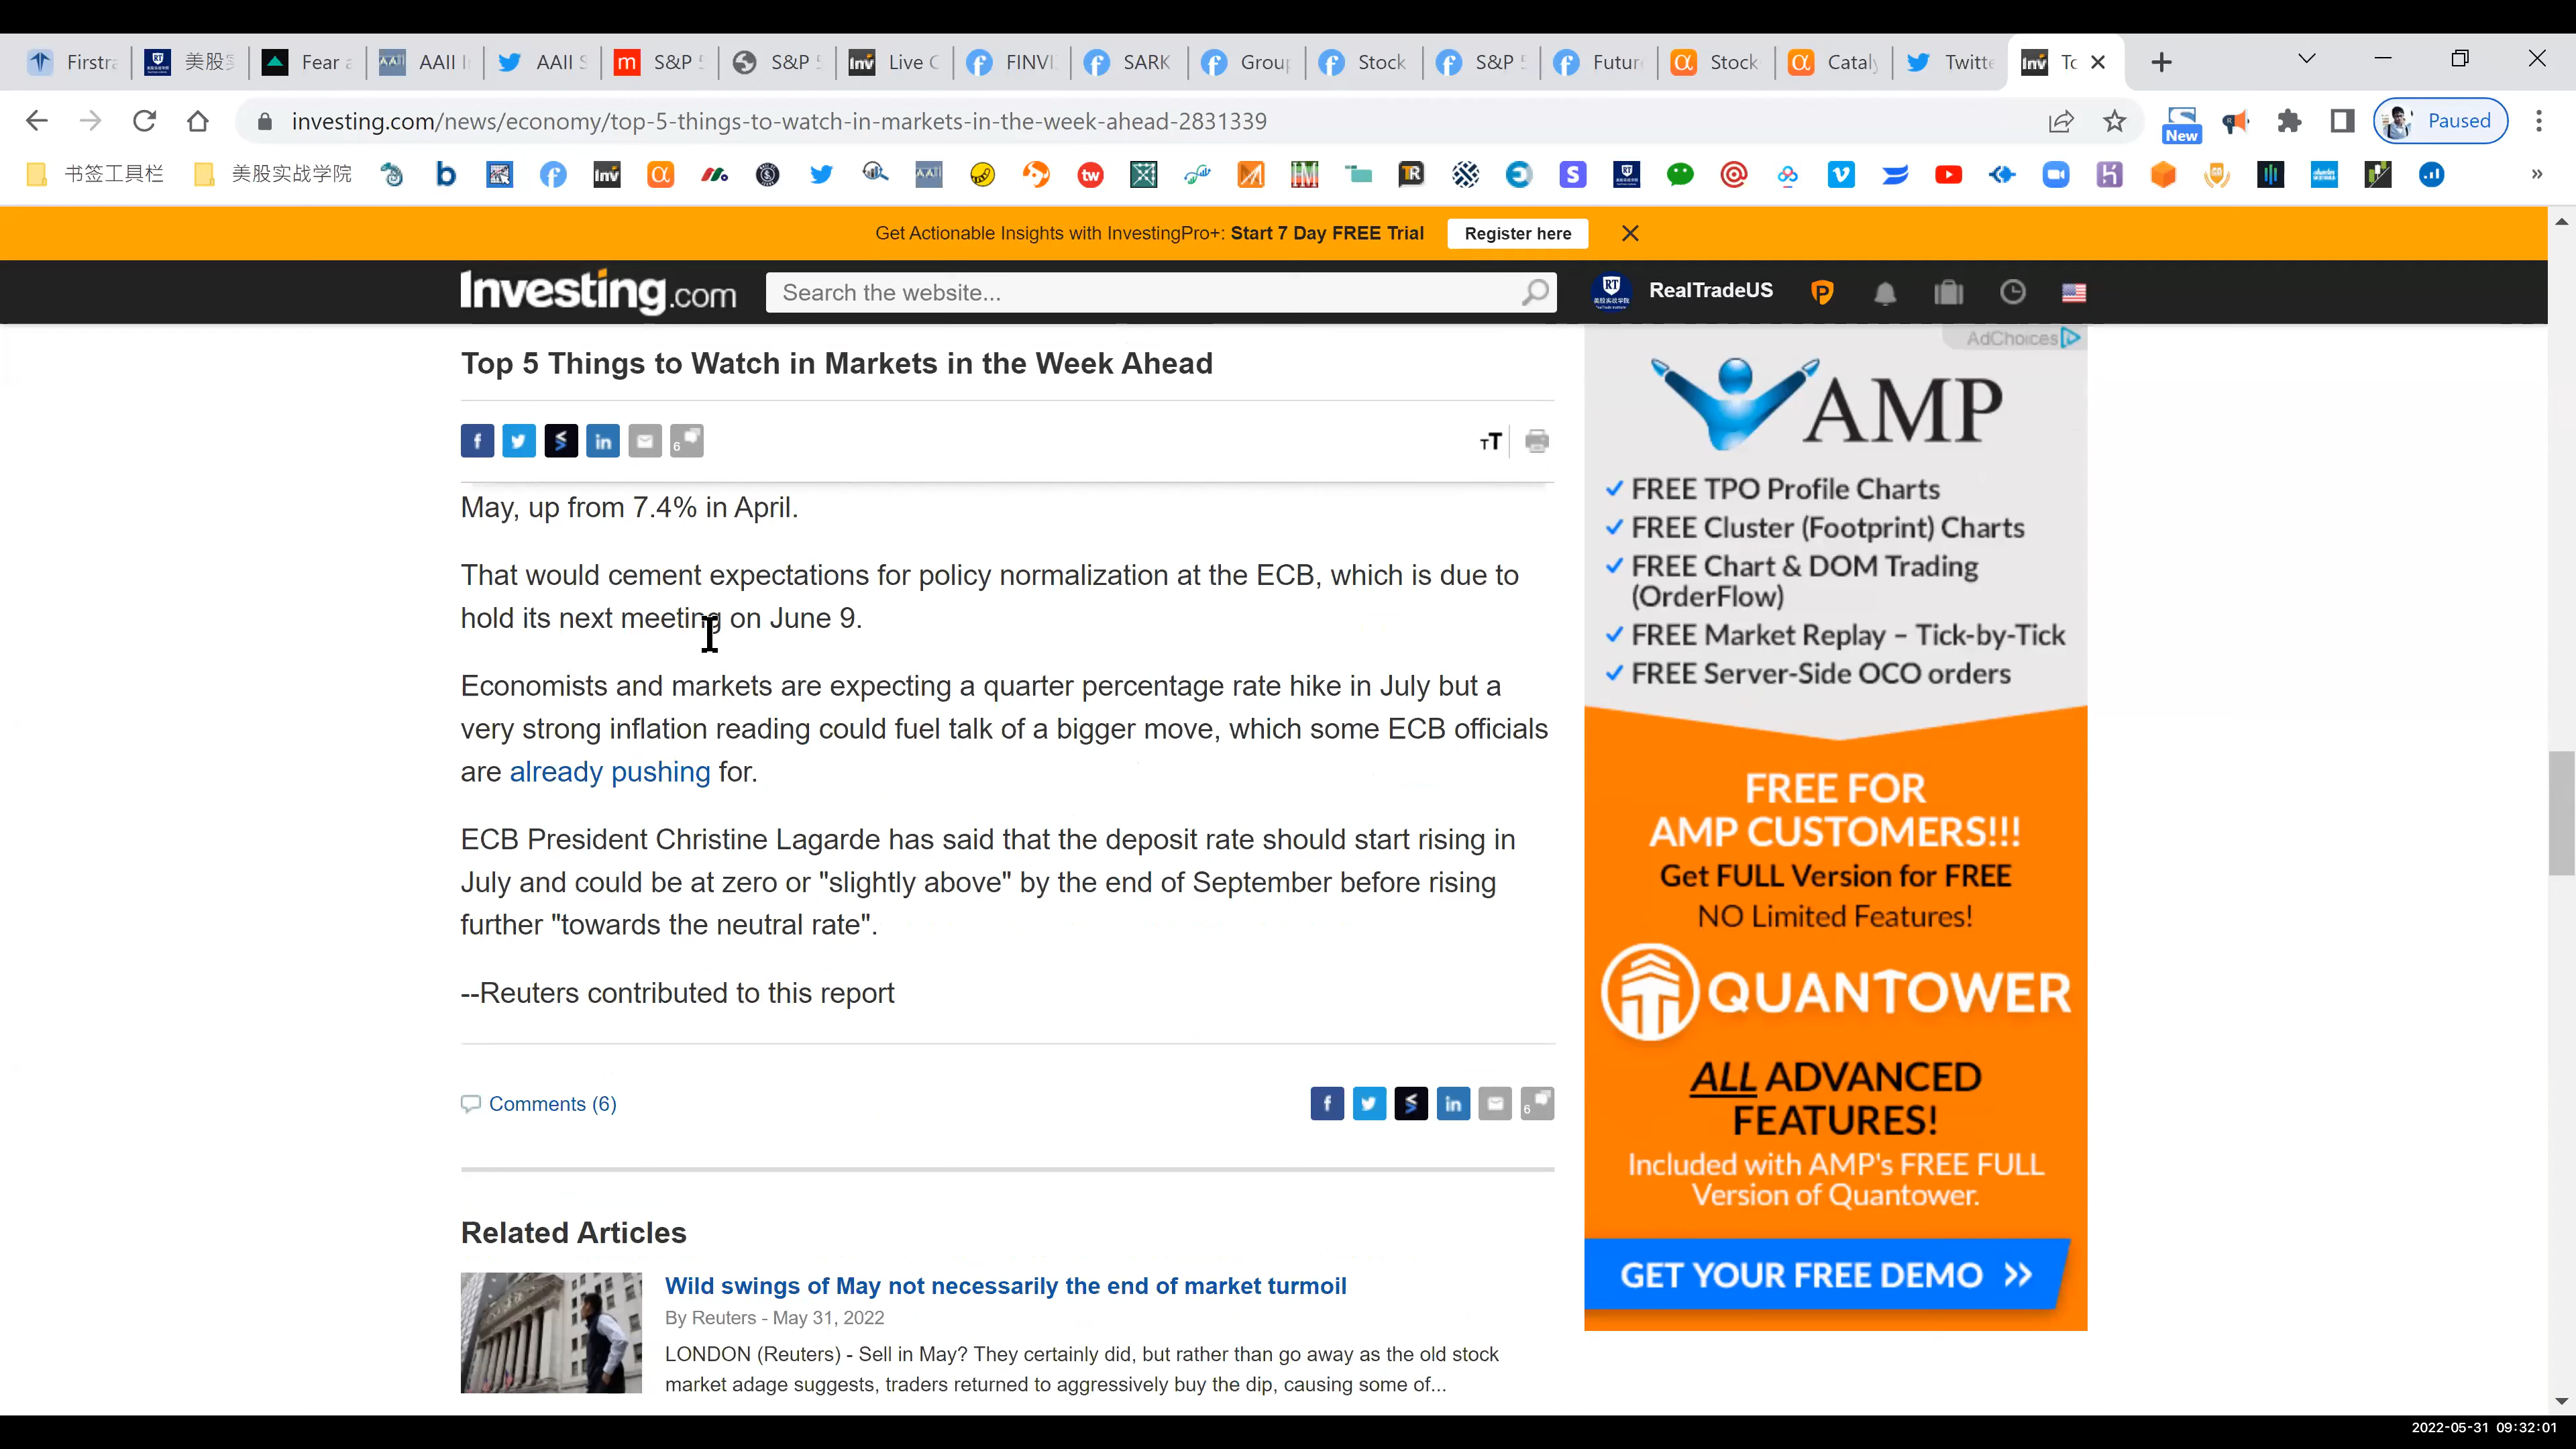 Firstra
美股
Fear a
AAII I
AAII S
S&P 5
S&P 5
Live C
FINVI
SARK
Group
Stock
S&P 5
Futur
Stock
Cataly
Twitte
To
investing.com/news/economy/top-5-things-to-watch-in-markets-in-the-week-ahead-2831339
New
Paused
书签工具栏
美股实战学院
Get Actionable Insights with InvestingPro+: Start 7 Day FREE Trial
Register here
Investing.com
Search the website...
RealTradeUS
Top 5 Things to Watch in Markets in the Week Ahead
6
TT
May, up from 7.4% in April.
That would cement expectations for policy normalization at the ECB, which is due to
hold its next meeting on June 9.
Economists and markets are expecting a quarter percentage rate hike in July but a
very strong inflation reading could fuel talk of a bigger move, which some ECB officials
are already pushing for.
ECB President Christine Lagarde has said that the deposit rate should start rising in
July and could be at zero or "slightly above" by the end of September before rising
further "towards the neutral rate".
--Reuters contributed to this report
Comments (6)
6
Related Articles
Wild swings of May not necessarily the end of market turmoil
By Reuters - May 31, 2022
LONDON (Reuters) - Sell in May? They certainly did, but rather than go away as the old stock
market adage suggests, traders returned to aggressively buy the dip, causing some of...
AdChoices
AMP
FREE TPO Profile Charts
FREE Cluster (Footprint) Charts
FREE Chart & DOM Trading
(OrderFlow)
FREE Market Replay – Tick-by-Tick
FREE Server-Side OCO orders
FREE FOR
AMP CUSTOMERS!!!
Get FULL Version for FREE
NO Limited Features!
QUANTOWER
ALL ADVANCED
FEATURES!
Included with AMP's FREE FULL
Version of Quantower.
GET YOUR FREE DEMO >>
2022-05-31 09:32:01